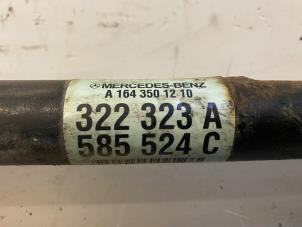 MERCEDES-BENZ
A 164 350 12 10
322 323 A
585 524 C